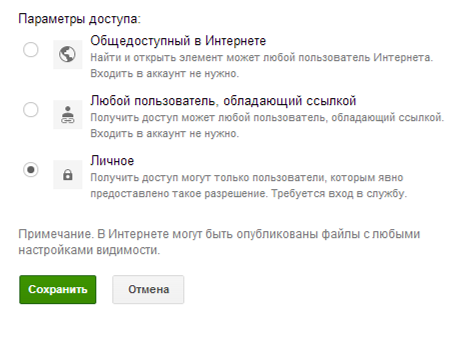 Параметры доступа:
Общедоступный в Интернете
Найти и открыть элемент может любой пользователь Интернета.
Входить в аккаунт не нужно.
Любой пользователь, обладающий ссылкой
Получить доступ может любой пользователь, обладающий ссылкой.
Входить в аккаунт не нужно.
Личное
Получить доступ могут только пользователи, которым явно
предоставлено такое разрешение. Требуется вход в службу.
Примечание. В Интернете могут быть опубликованы файлы с любыми
настройками видимости.
Сохранить
Отмена